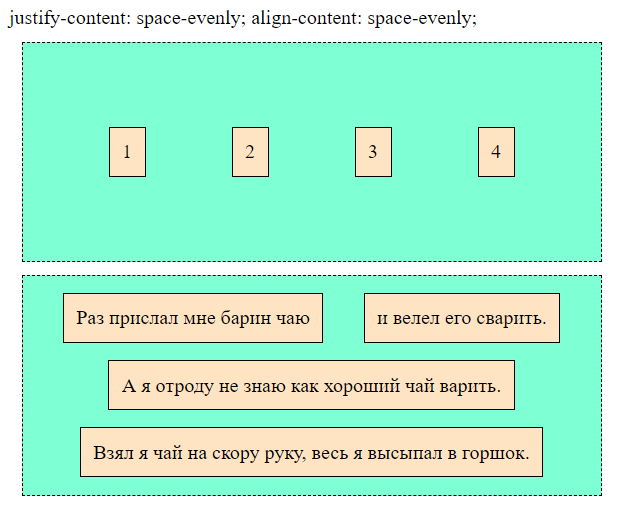 justify-content: space-evenly; align-content: space-evenly;
1 2 3 4
Раз прислал мне барин чаю и велел его сварить.
А я отроду не знаю как хороший чай варить.
Взял я чай на скору руку, весь я высыпал в горшок.